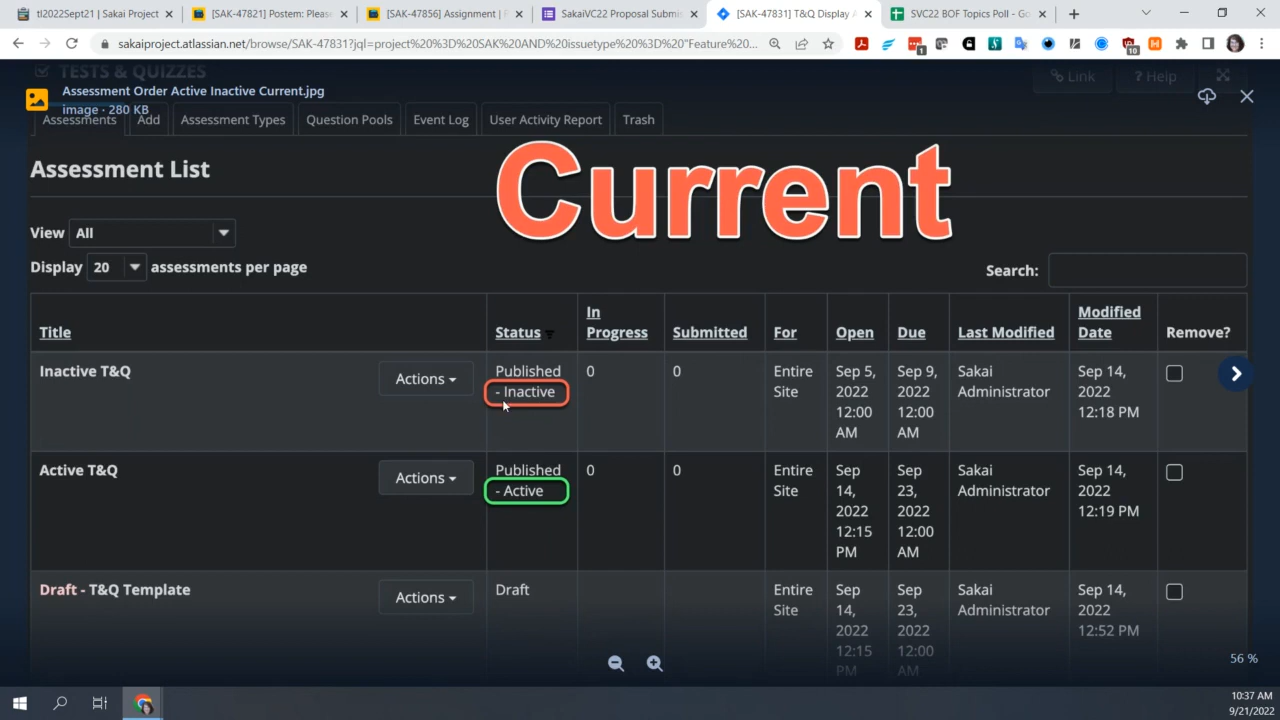 tl2022Sept21 | Sakai Project
[SAK-47821] Postem: Please
[SAK-47856] Assignment | E
SakaiVC22 Proposal Submis
[SAK-47831] T&Q Display A
SVC22 BOF Topics Poll - Go
sakaiproject.atlassian.net/browse/SAK-47831?jql=project%20%3D%20SAK%20AND%20issuetype%20%3D%20"Feature%...
1
10
TESTS & QUIZZES
Link
? Help
Assessment Order Active Inactive Current.jpg
image · 280 KB
Assessments
Add
Assessment Types
Question Pools
Event Log
User Activity Report
Trash
Current
Assessment List
View All
Display 20 assessments per page
Search:
Title
Status
In Progress
Submitted
For
Open
Due
Last Modified
Modified Date
Remove?
Inactive T&Q
Actions
Published
- Inactive
0
0
Entire Site
Sep 5, 2022 12:00 AM
Sep 9, 2022 12:00 AM
Sakai Administrator
Sep 14, 2022 12:18 PM
Active T&Q
Actions
Published
- Active
0
0
Entire Site
Sep 14, 2022 12:15 PM
Sep 23, 2022 12:00 AM
Sakai Administrator
Sep 14, 2022 12:19 PM
Draft - T&Q Template
Actions
Draft
Entire Site
Sep 14, 2022 12:15 PM
Sep 23, 2022 12:00 AM
Sakai Administrator
Sep 14, 2022 12:52 PM
56 %
10:37 AM
9/21/2022